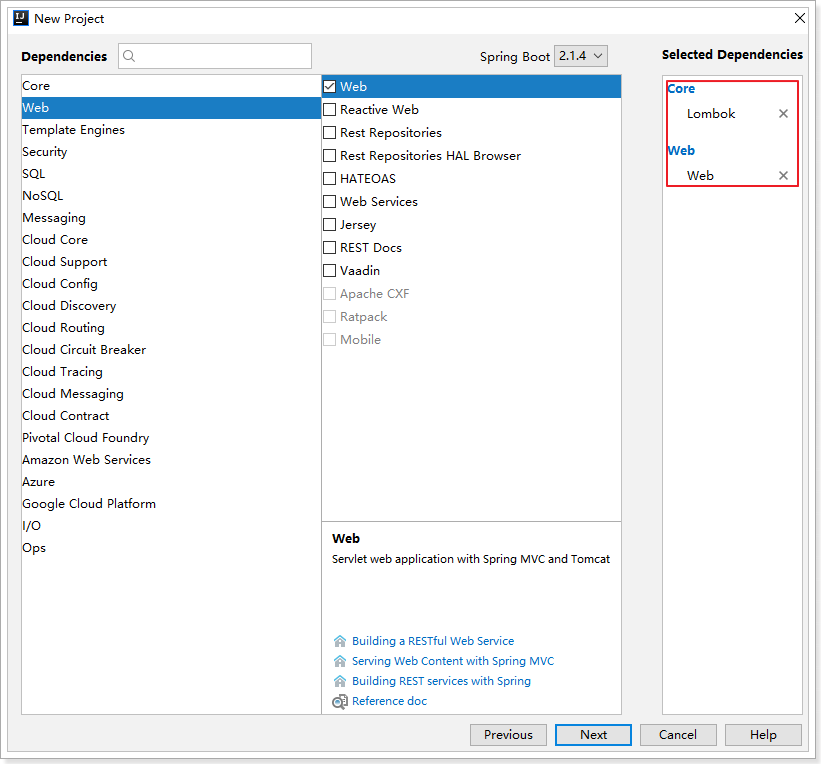 New Project
Dependencies
Spring Boot 2.1.4
Selected Dependencies
Core
Web
Template Engines
Security
SQL
NoSQL
Messaging
Cloud Core
Cloud Support
Cloud Config
Cloud Discovery
Cloud Routing
Cloud Circuit Breaker
Cloud Tracing
Cloud Messaging
Cloud Contract
Pivotal Cloud Foundry
Amazon Web Services
Azure
Google Cloud Platform
I/O
Ops
Web
Reactive Web
Rest Repositories
Rest Repositories HAL Browser
HATEOAS
Web Services
Jersey
REST Docs
Vaadin
Apache CXF
Ratpack
Mobile
Web
Servlet web application with Spring MVC and Tomcat
Building a RESTful Web Service
Serving Web Content with Spring MVC
Building REST services with Spring
Reference doc
Core
Lombok
Web
Web
Previous
Next
Cancel
Help